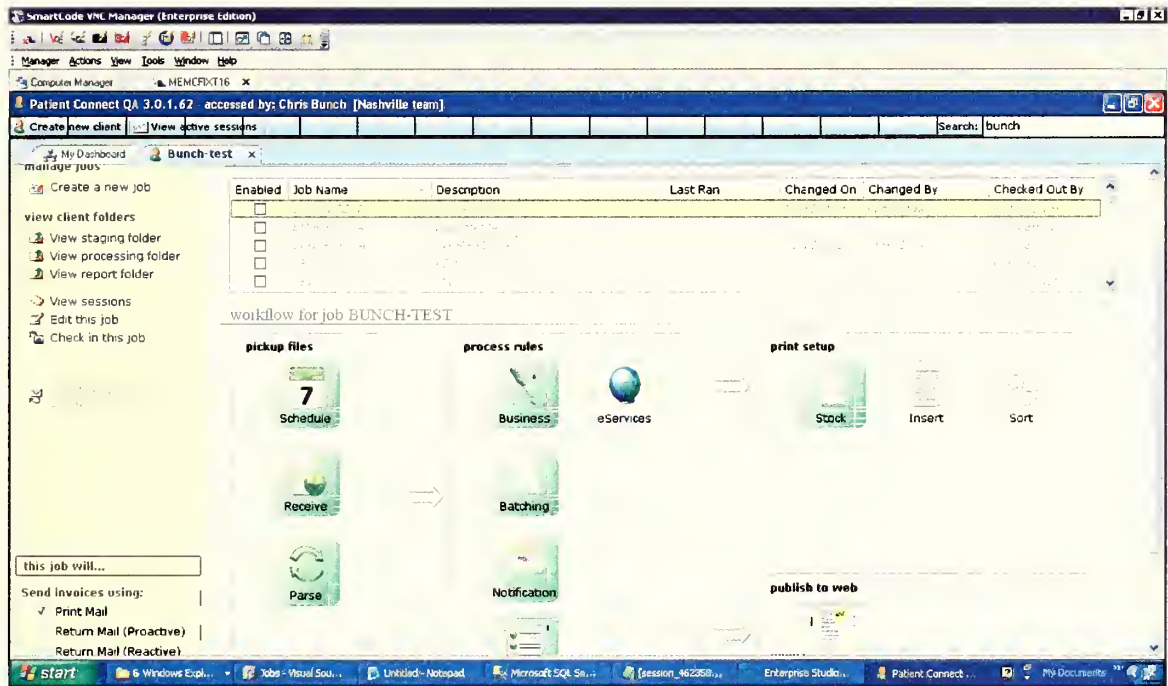 SmartCode VNC Manager (Enterprise Edition)
Manager Actions View Tools Window Help
Computer Manager MEMCFIXT16 x
Patient Connect QA 3.0.1.62 - accessed by: Chris Bunch [Nashville team]
Create new client View active sessions Search: bunch
My Dashboard Bunch-test x
manage jobs
Create a new job
view client folders
View staging folder
View processing folder
View report folder
View sessions
Edit this job
Check in this job
Enabled Job Name Description Last Ran Changed On Changed By Checked Out By
workflow for job BUNCH-TEST
pickup files process rules print setup
7
Schedule Business eServices Stock Insert Sort
Receive Batching
Parse Notification
publish to web
this job will...
Send invoices using:
✓ Print Mail
Return Mail (Proactive)
Return Mail (Reactive)
start 6 Windows Expl... Jobs - Visual Sou... Untitled - Notepad Microsoft SQL Se... [session_462358... Enterprise Studio... Patient Connect ... My Documents »